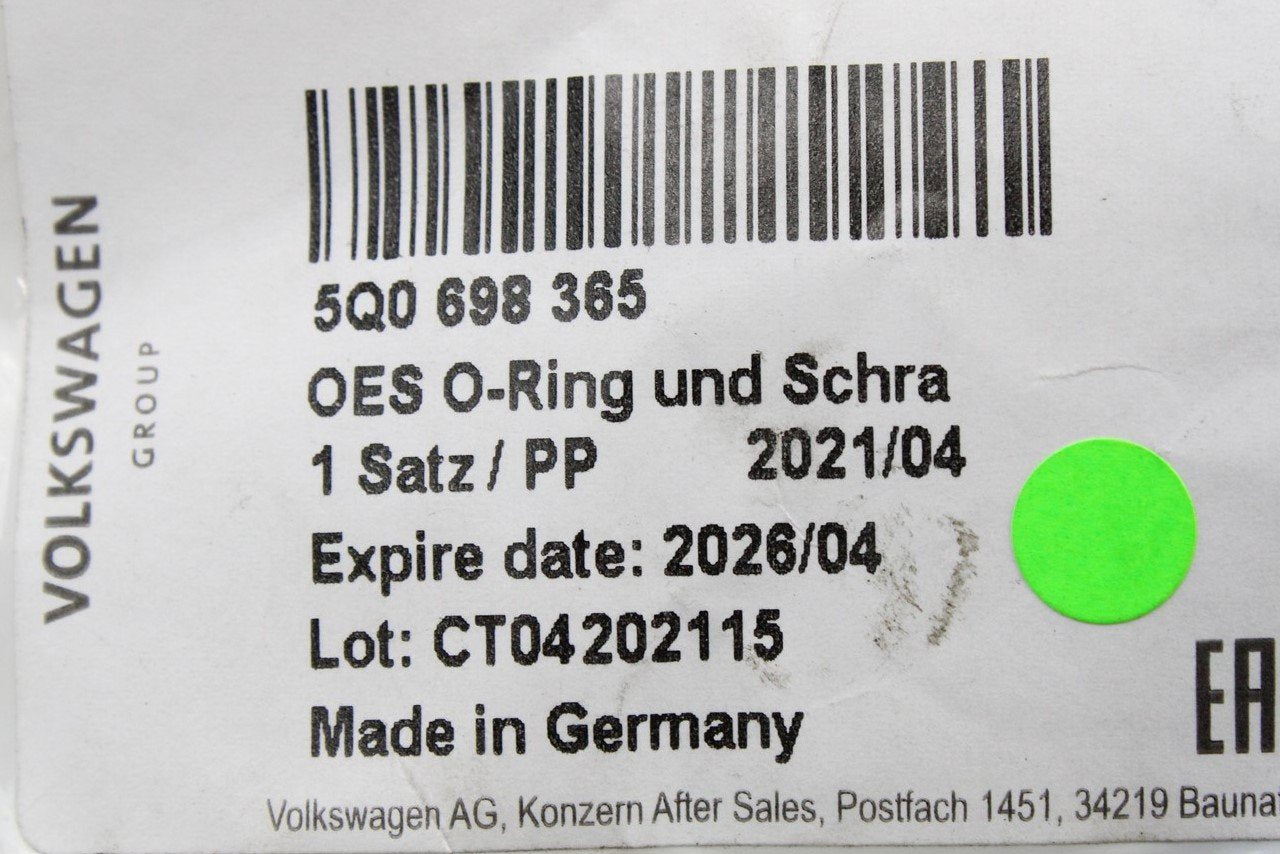 VOLKSWAGEN
GROUP
5Q0 698 365
OES O-Ring und Schra
1 Satz / PP 2021/04
Expire date: 2026/04
Lot: CT04202115
Made in Germany
EA
Volkswagen AG, Konzern After Sales, Postfach 1451, 34219 Bauna